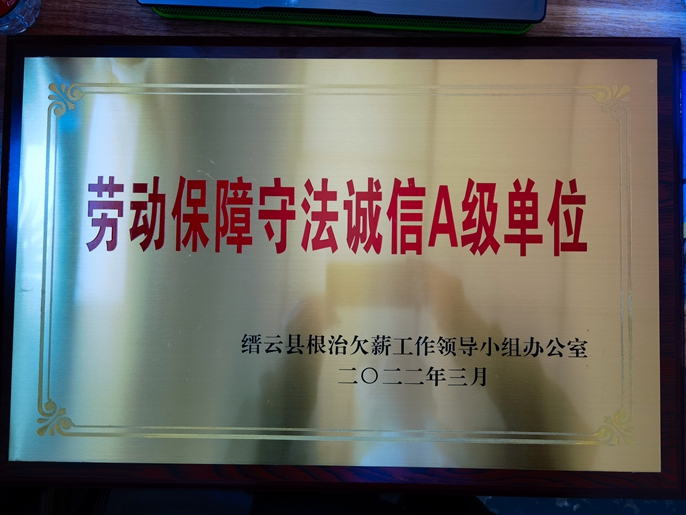 劳动保障守法诚信A级单位
缙云县根治欠薪工作领导小组办公室
二〇二二年三月